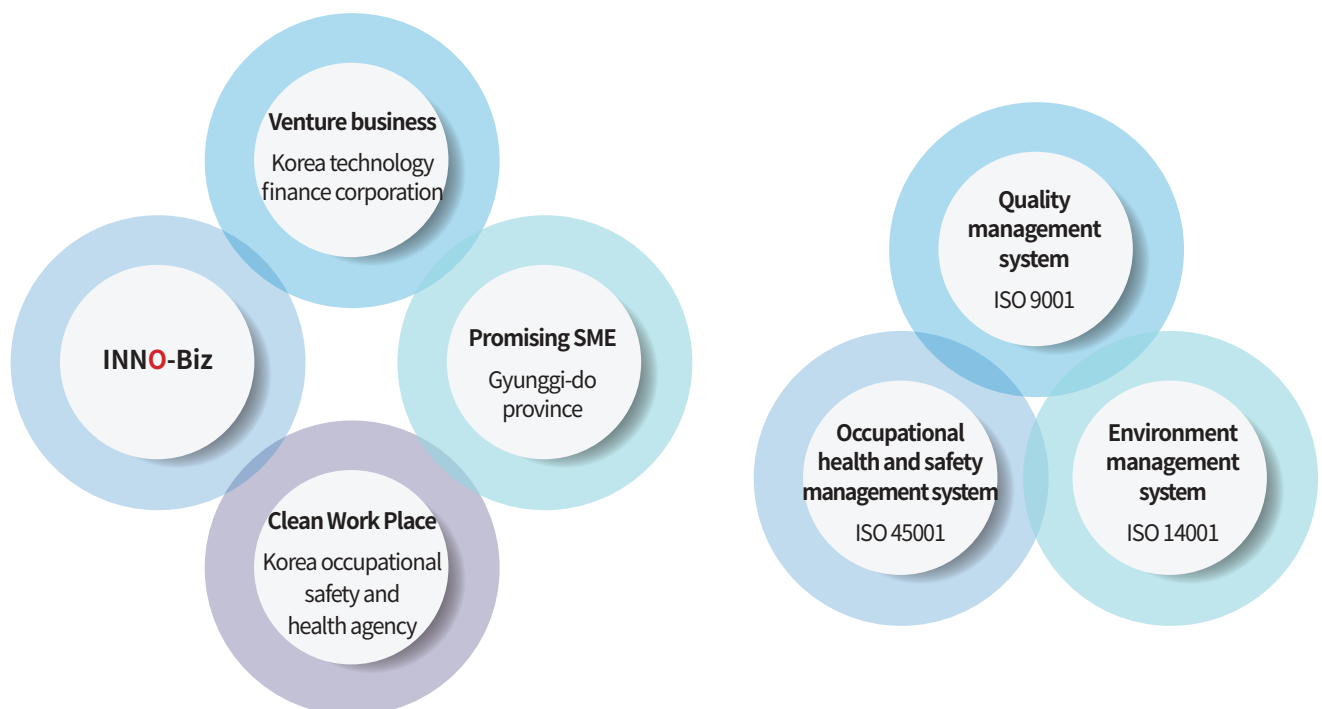 Venture business
Korea technology
finance corporation
INNO-Biz
Promising SME
Gyunggi-do
province
Clean Work Place
Korea occupational
safety and
health agency
Quality
management
system
ISO 9001
Occupational
health and safety
management system
ISO 45001
Environment
management
system
ISO 14001